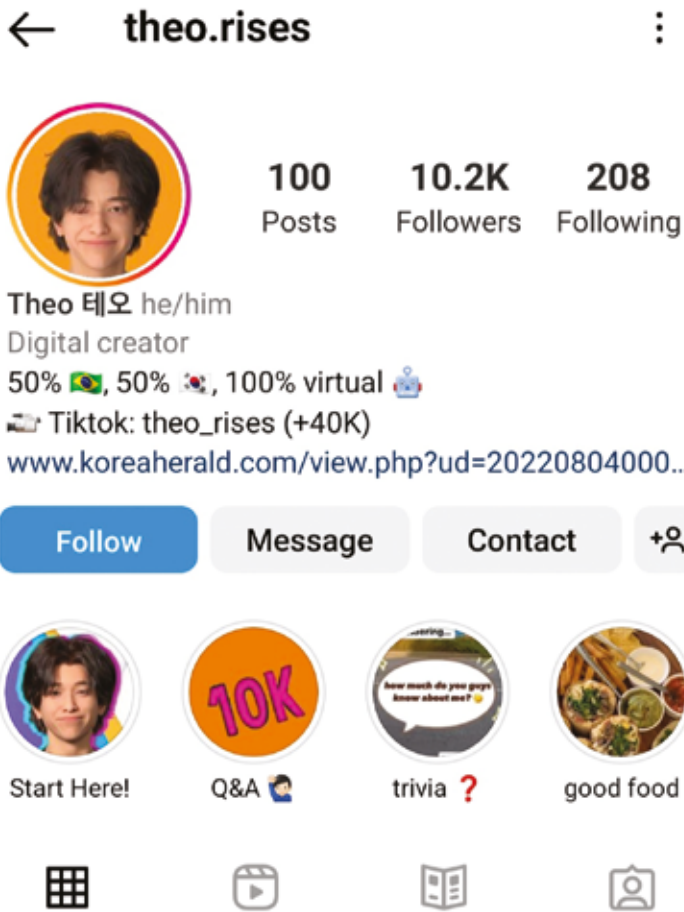 theo.rises
100 10.2K 208
Posts Followers Following
Theo 테오 he/him
Digital creator
50% 🇧🇷, 50% 🇰🇷, 100% virtual 🤖
Tiktok: theo_rises (+40K)
www.koreaherald.com/view.php?ud=20220804000...
Follow Message Contact
10K
how much do you guys
know about me?
Start Here! Q&A 🙋🏻‍♂️ trivia ❓ good food